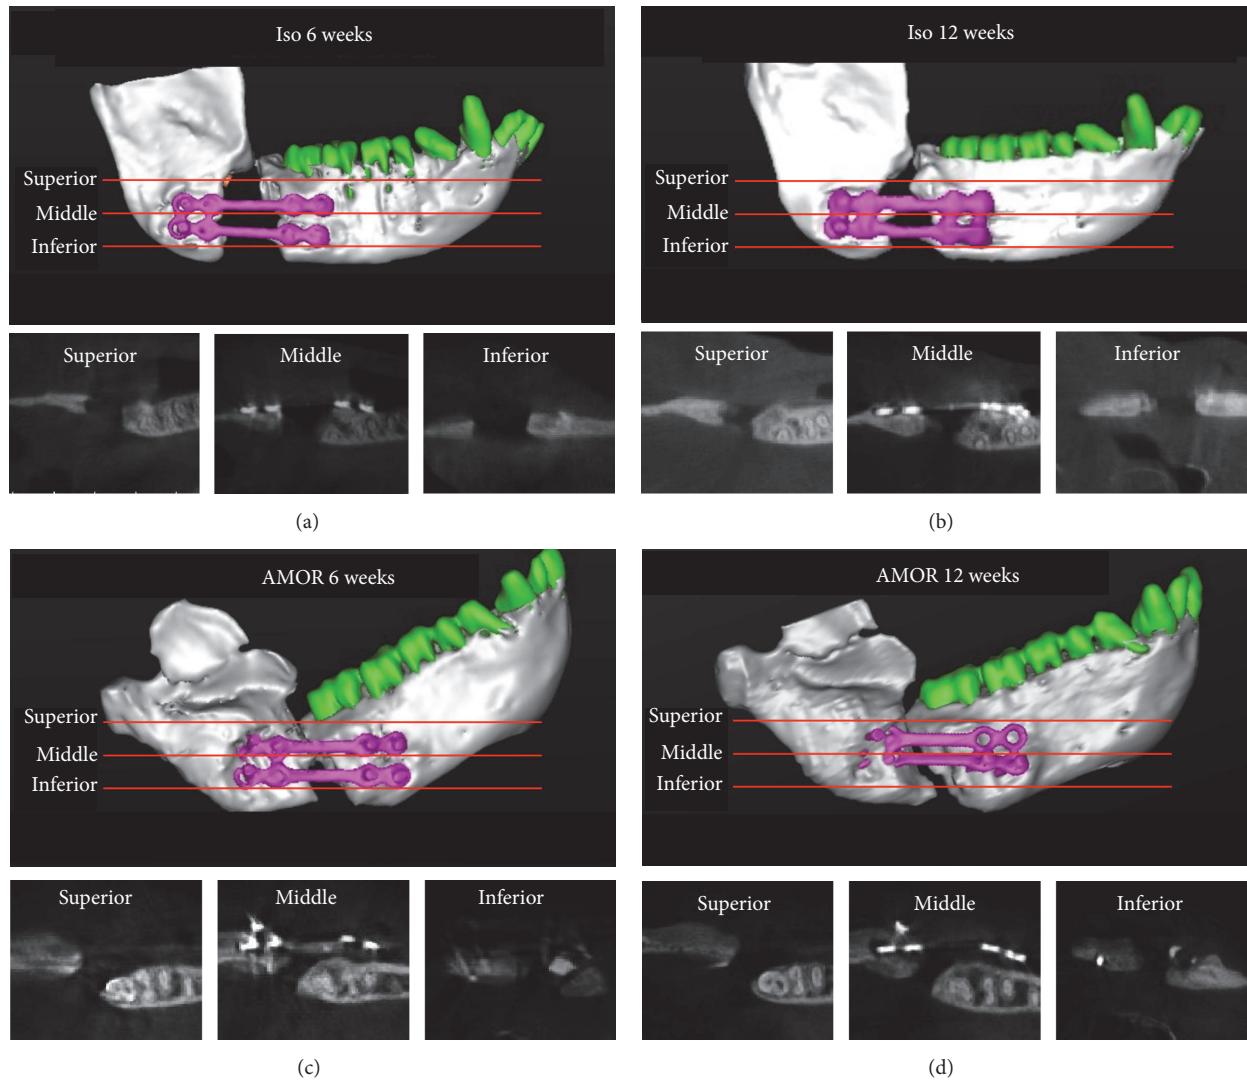 Iso 6 weeks
Superior
Middle
Inferior
Superior
Middle
Inferior
(a)
Iso 12 weeks
Superior
Middle
Inferior
Superior
Middle
Inferior
(b)
AMOR 6 weeks
Superior
Middle
Inferior
Superior
Middle
Inferior
(c)
AMOR 12 weeks
Superior
Middle
Inferior
Superior
Middle
Inferior
(d)